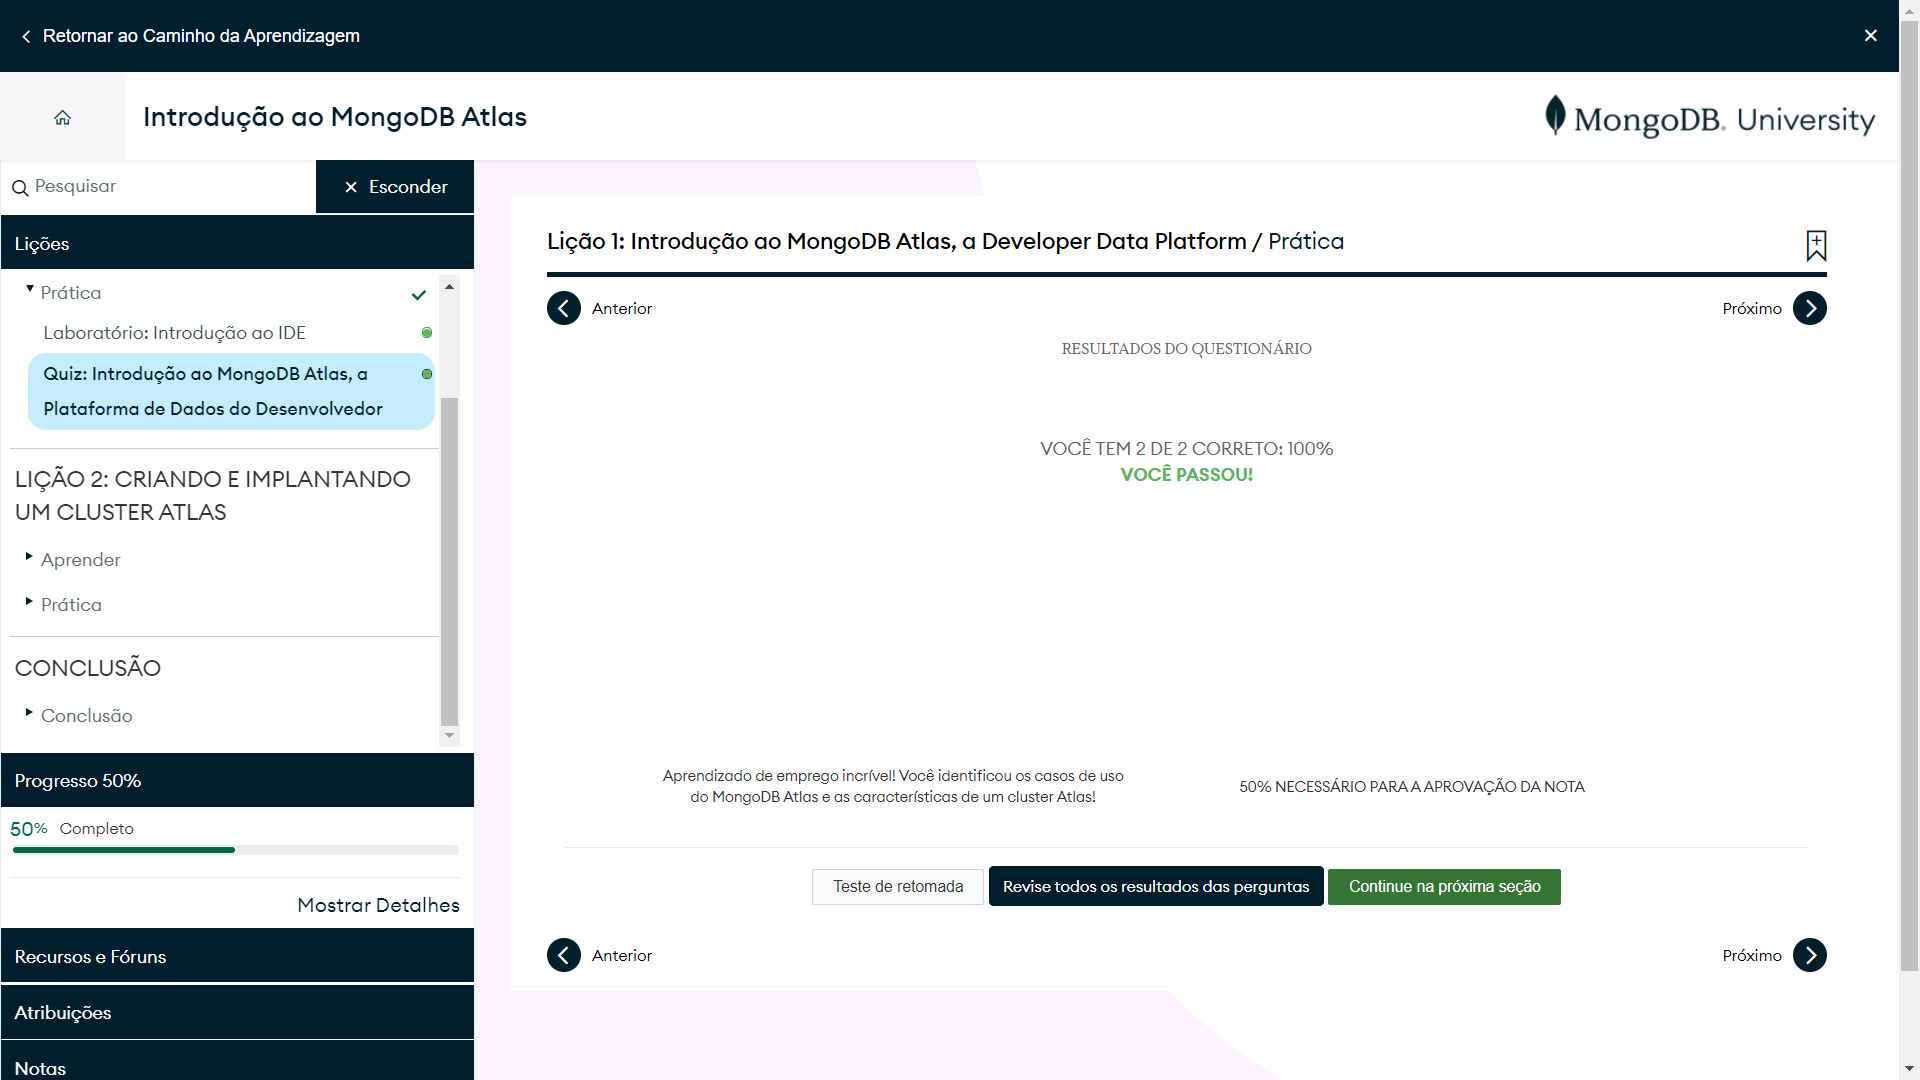 Retornar ao Caminho da Aprendizagem
Introdução ao MongoDB Atlas
MongoDB. University
Pesquisar
Esconder
Lições
Prática
Laboratório: Introdução ao IDE
Quiz: Introdução ao MongoDB Atlas, a
Plataforma de Dados do Desenvolvedor
LIÇÃO 2: CRIANDO E IMPLANTANDO
UM CLUSTER ATLAS
Aprender
Prática
CONCLUSÃO
Conclusão
Progresso 50%
50% Completo
Mostrar Detalhes
Recursos e Fóruns
Atribuições
Notas
Lição 1: Introdução ao MongoDB Atlas, a Developer Data Platform / Prática
Anterior
Próximo
RESULTADOS DO QUESTIONÁRIO
VOCÊ TEM 2 DE 2 CORRETO: 100%
VOCÊ PASSOU!
Aprendizado de emprego incrível! Você identificou os casos de uso
do MongoDB Atlas e as características de um cluster Atlas!
50% NECESSÁRIO PARA A APROVAÇÃO DA NOTA
Teste de retomada
Revise todos os resultados das perguntas
Continue na próxima seção
Anterior
Próximo